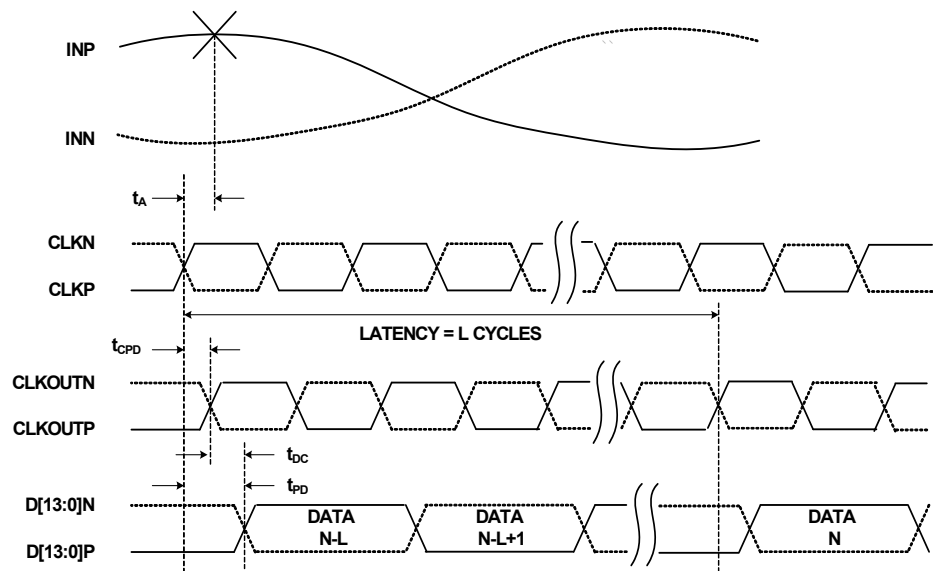 INP
INN
tA
CLKN
CLKP
LATENCY = L CYCLES
tCPD
CLKOUTN
CLKOUTP
tDC
tPD
D[13:0]N
DATA
N-L
DATA
N-L+1
DATA
N
D[13:0]P